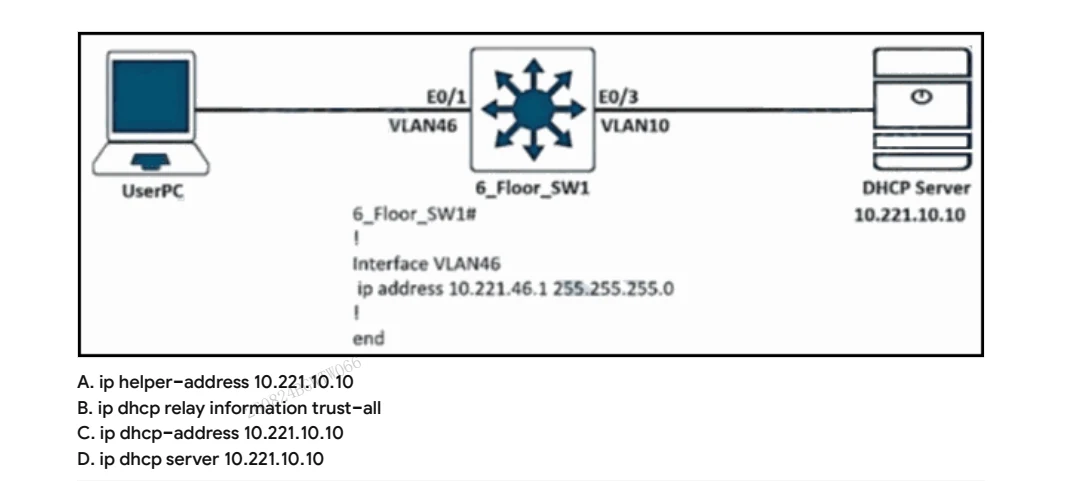 E0/1
E0/3
VLAN46
VLAN10
UserPC
6_Floor_SW1
DHCP Server
10.221.10.10
6_Floor_SW1#
!
Interface VLAN46
ip address 10.221.46.1 255.255.255.0
!
end
A. ip helper-address 10.221.10.10
B. ip dhcp relay information trust-all
C. ip dhcp-address 10.221.10.10
D. ip dhcp server 10.221.10.10